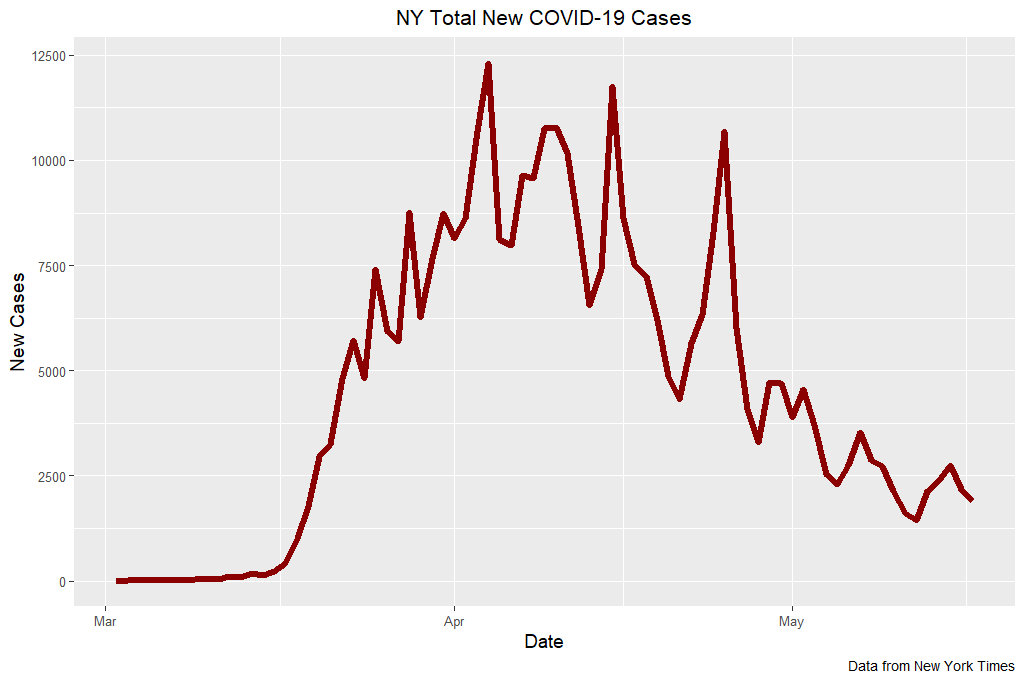 NY Total New COVID-19 Cases
12500
10000
7500
5000
2500
0
New Cases
Mar
Apr
May
Date
Data from New York Times